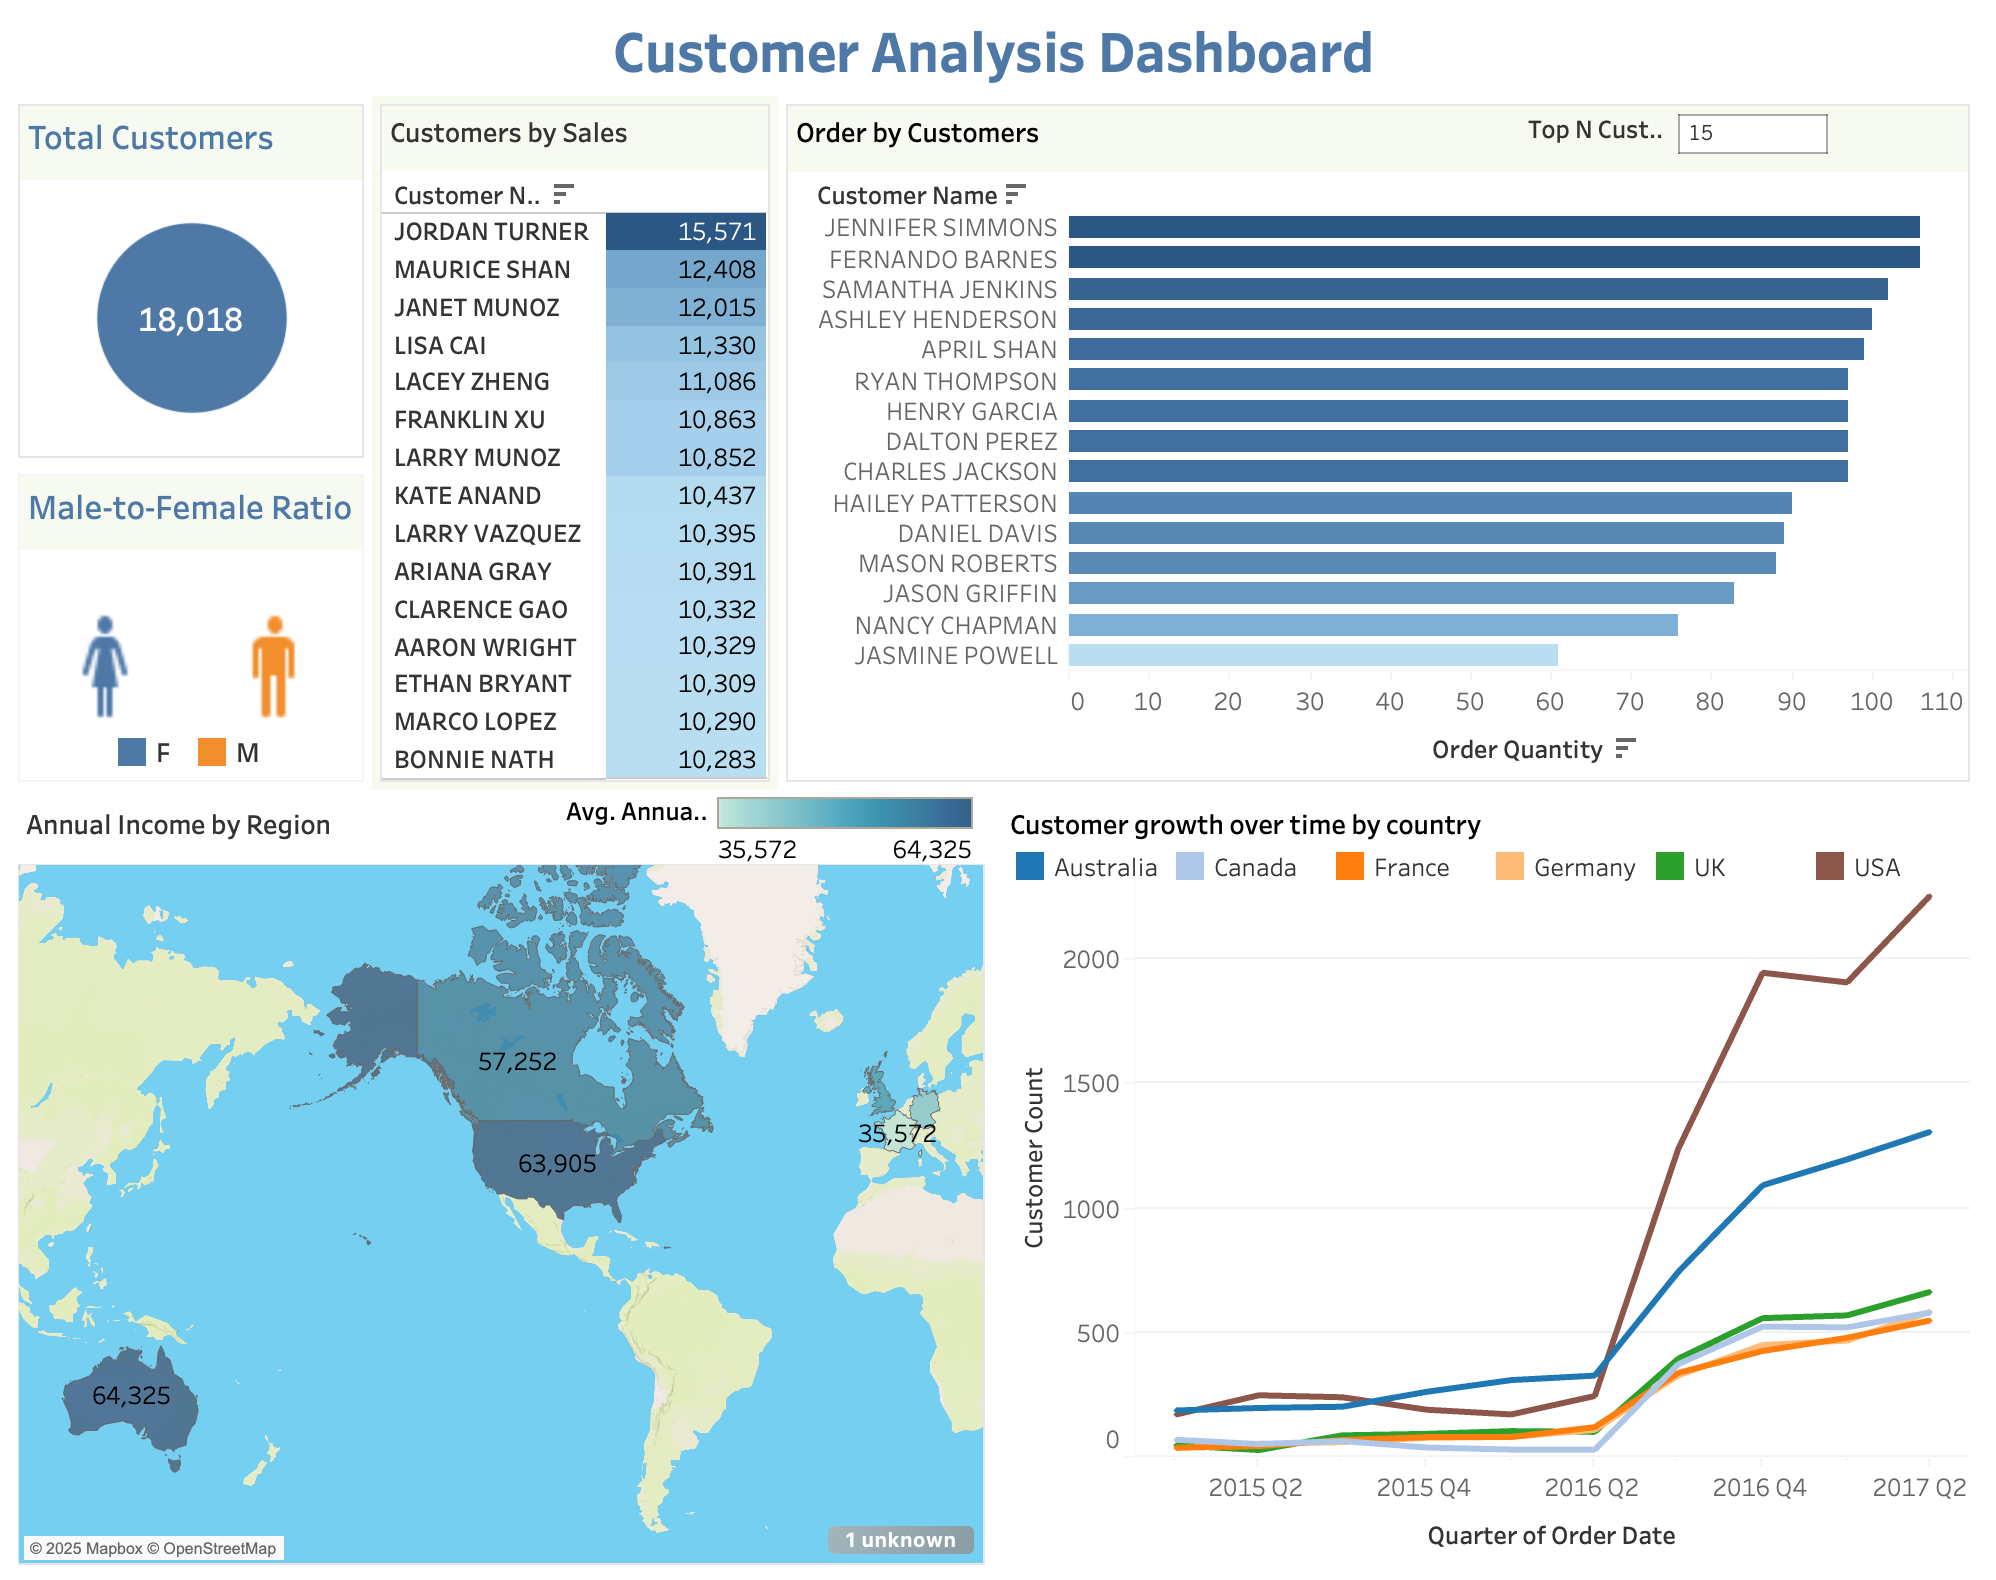 Customer Analysis Dashboard
Total Customers
18,018
Male-to-Female Ratio
F M
Customers by Sales
Customer N..
JORDAN TURNER 15,571
MAURICE SHAN 12,408
JANET MUNOZ 12,015
LISA CAI 11,330
LACEY ZHENG 11,086
FRANKLIN XU 10,863
LARRY MUNOZ 10,852
KATE ANAND 10,437
LARRY VAZQUEZ 10,395
ARIANA GRAY 10,391
CLARENCE GAO 10,332
AARON WRIGHT 10,329
ETHAN BRYANT 10,309
MARCO LOPEZ 10,290
BONNIE NATH 10,283
Order by Customers
Top N Cust.. 15
Customer Name
JENNIFER SIMMONS
FERNANDO BARNES
SAMANTHA JENKINS
ASHLEY HENDERSON
APRIL SHAN
RYAN THOMPSON
HENRY GARCIA
DALTON PEREZ
CHARLES JACKSON
HAILEY PATTERSON
DANIEL DAVIS
MASON ROBERTS
JASON GRIFFIN
NANCY CHAPMAN
JASMINE POWELL
0 10 20 30 40 50 60 70 80 90 100 110
Order Quantity
Annual Income by Region
Avg. Annua..
35,572 64,325
57,252
35,572
63,905
64,325
1 unknown
© 2025 Mapbox © OpenStreetMap
Customer growth over time by country
Australia Canada France Germany UK USA
2000
1500
1000
500
0
Customer Count
2015 Q2 2015 Q4 2016 Q2 2016 Q4 2017 Q2
Quarter of Order Date